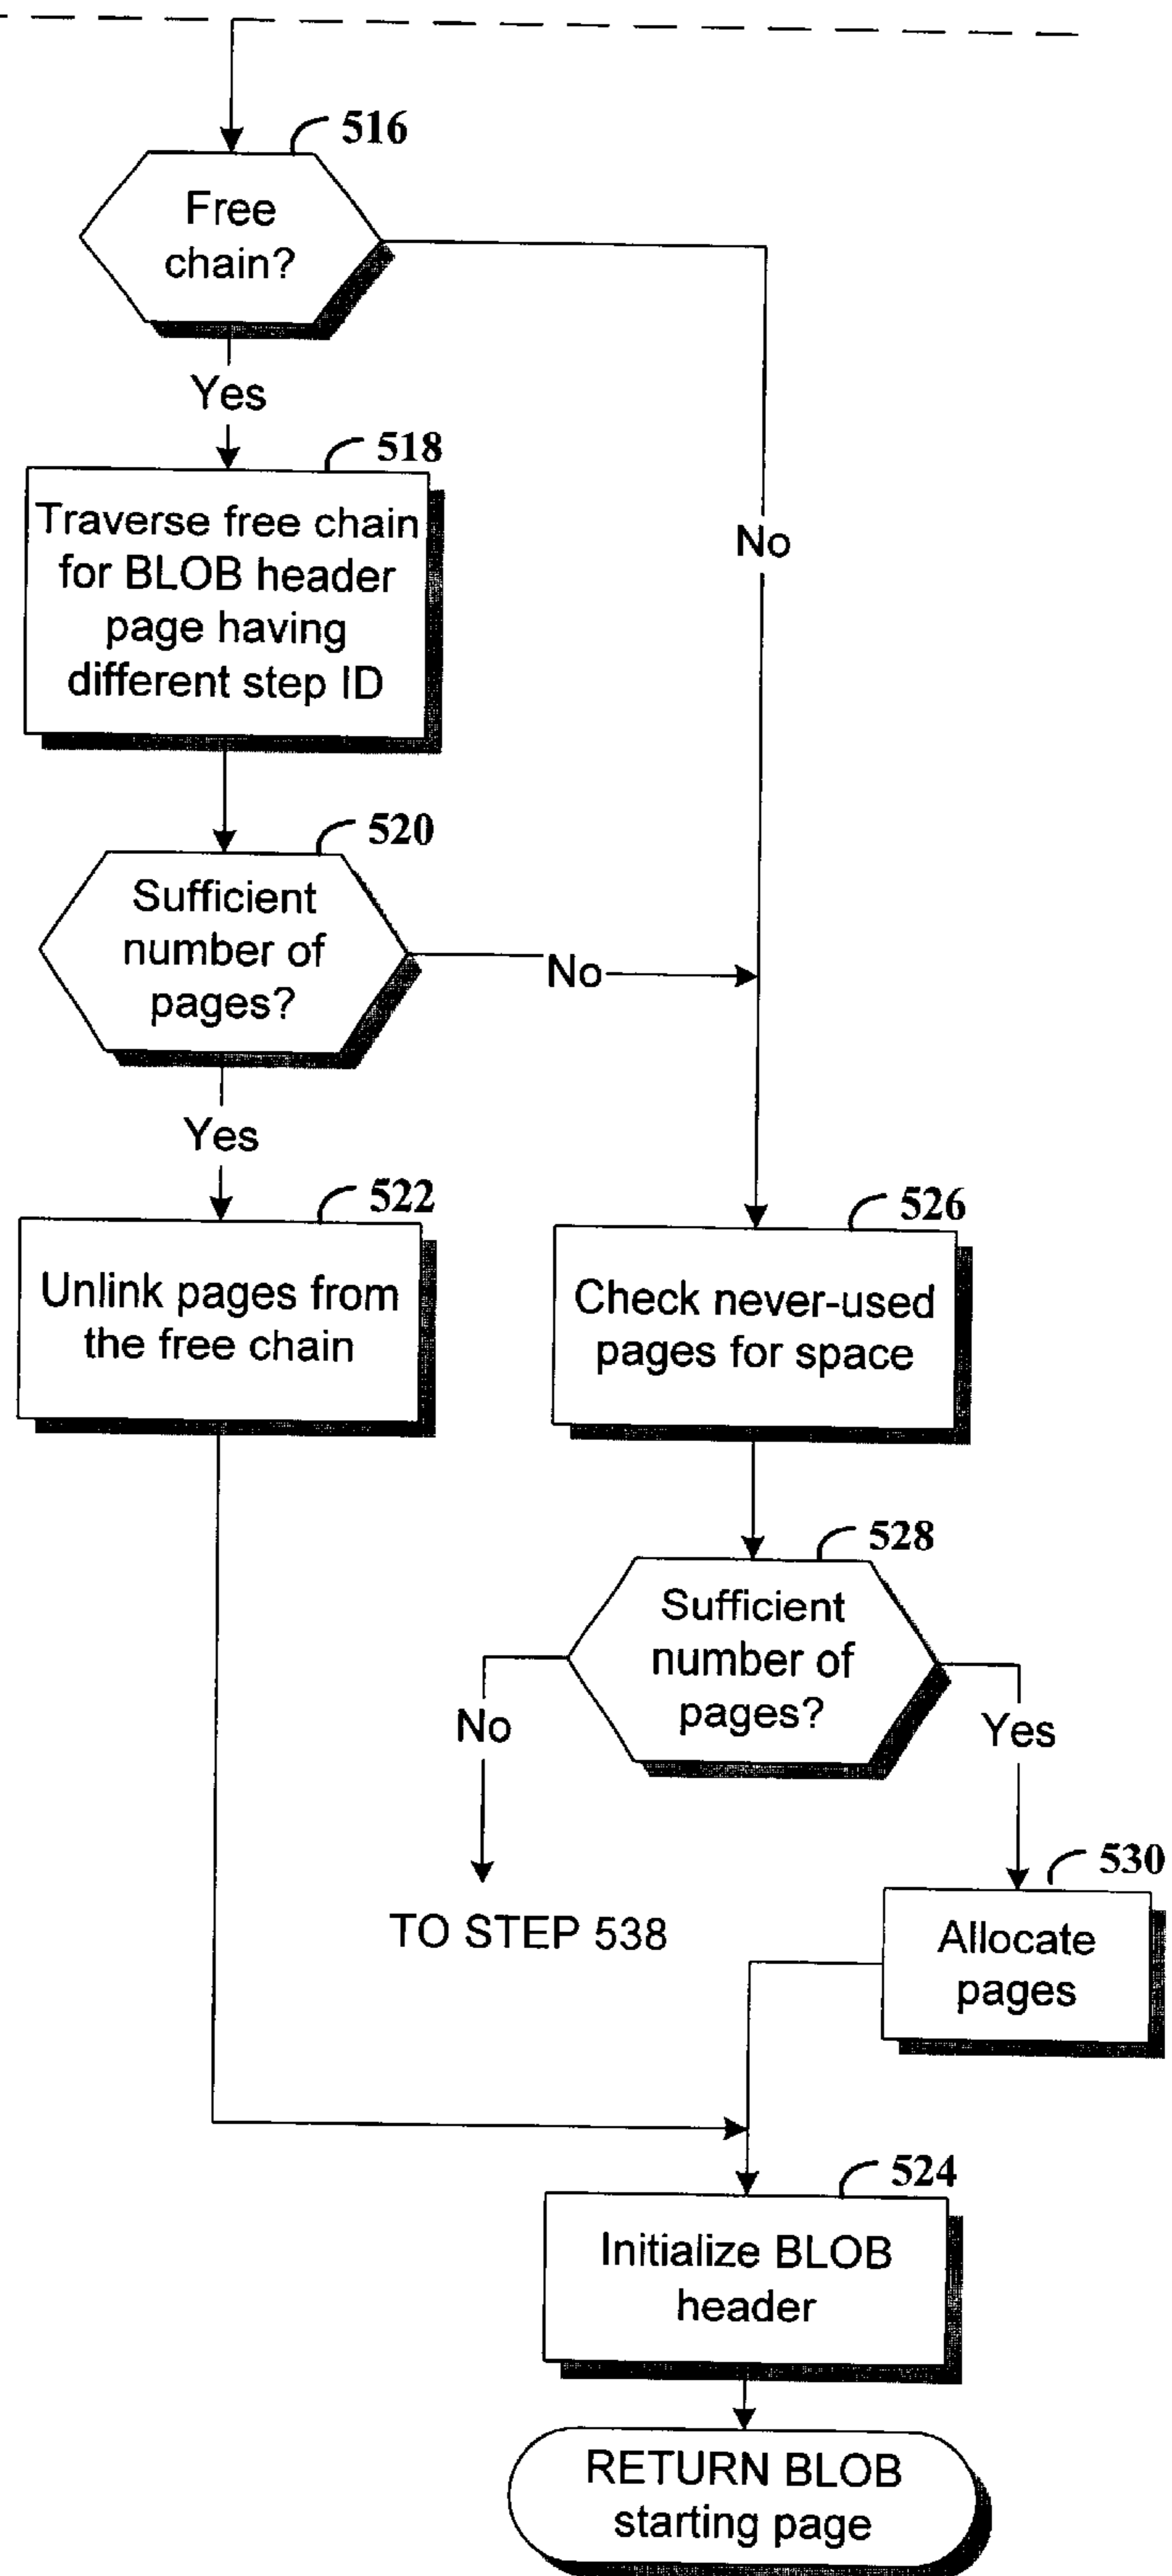 516
Free
chain?
Yes
No
518
Traverse free chain
for BLOB header
page having
different step ID
520
Sufficient
number of
pages?
No
Yes
522
Unlink pages from
the free chain
526
Check never-used
pages for space
528
Sufficient
number of
pages?
No
Yes
TO STEP 538
530
Allocate
pages
524
Initialize BLOB
header
RETURN BLOB
starting page